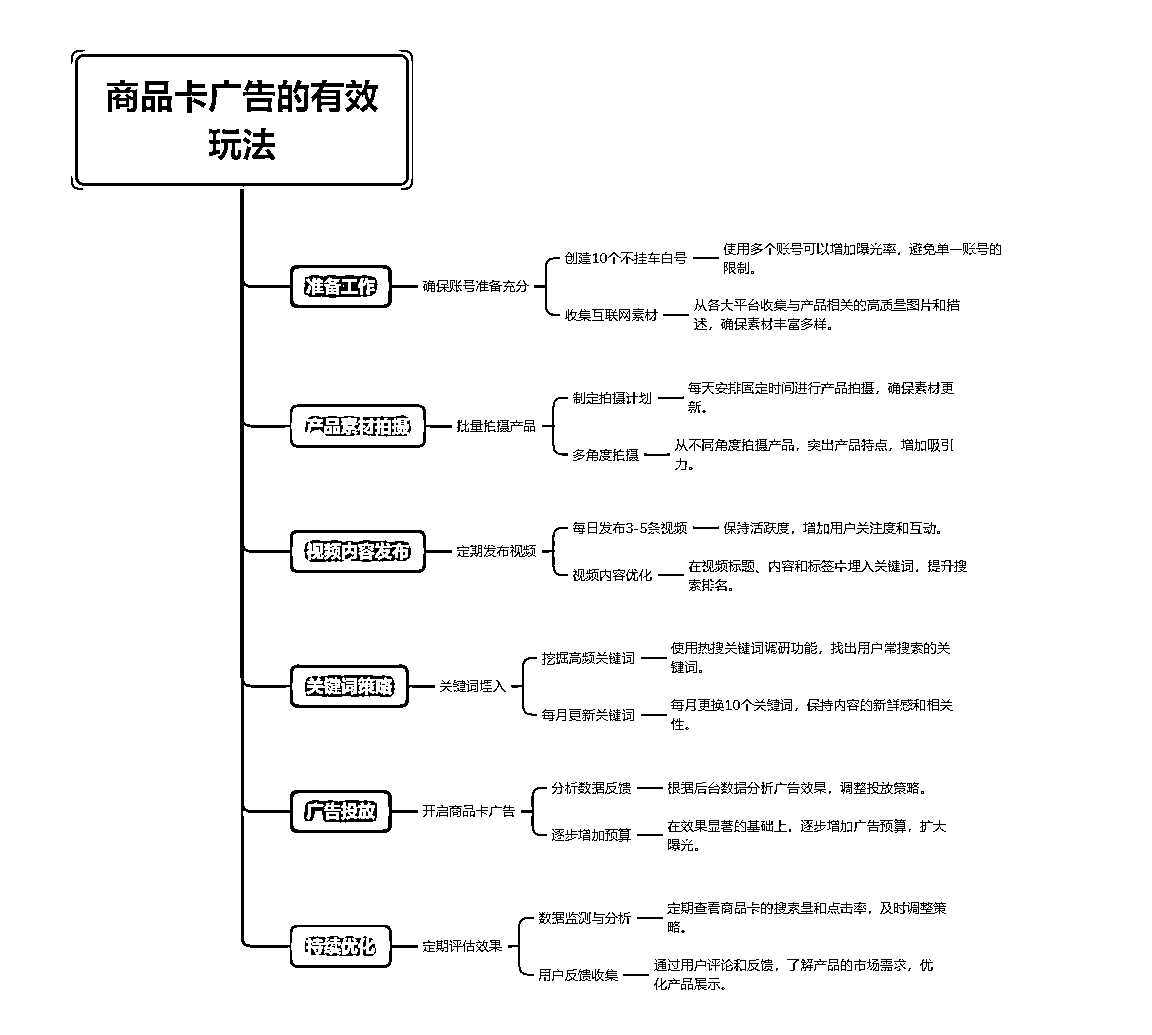 商品卡广告的有效
玩法
准备工作
确保账号准备充分
创建10个不挂车白号
使用多个账号可以增加曝光率，避免单一账号的
限制。
收集互联网素材
从各大平台收集与产品相关的高质量图片和描
述，确保素材丰富多样。
产品素材拍摄
批量拍摄产品
制定拍摄计划
每天安排固定时间进行产品拍摄，确保素材更
新。
多角度拍摄
从不同角度拍摄产品，突出产品特点，增加吸引
力。
视频内容发布
定期发布视频
每日发布3-5条视频
保持活跃度，增加用户关注度和互动。
视频内容优化
在视频标题、内容和标签中埋入关键词，提升搜
索排名。
关键词策略
关键词埋入
挖掘高频关键词
使用热搜关键词调研功能，找出用户常搜索的关
键词。
每月更新关键词
每月更换10个关键词，保持内容的新鲜感和相关
性。
广告投放
开启商品卡广告
分析数据反馈
根据后台数据分析广告效果，调整投放策略。
逐步增加预算
在效果显著的基础上，逐步增加广告预算，扩大
曝光。
持续优化
定期评估效果
数据监测与分析
定期查看商品卡的搜索量和点击率，及时调整策
略。
用户反馈收集
通过用户评论和反馈，了解产品的市场需求，优
化产品展示。